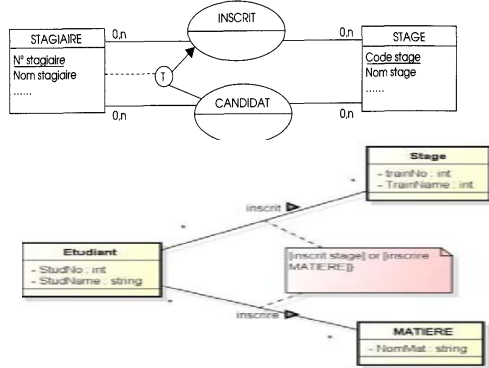 INSCRIT
0,n
0,n
STAGIAIRE
N° stagiaire
Nom stagiaire
......
STAGE
Code stage
Nom stage
......
T
CANDIDAT
0,n
0,n
Stage
- trainNo : int
- TrainName : int
*
inscrit
*
Etudiant
- StudNo : int
- StudName : string
[inscrit stage] or [inscrire
MATIERE]}
*
inscrire
*
MATIERE
- NomMat : string